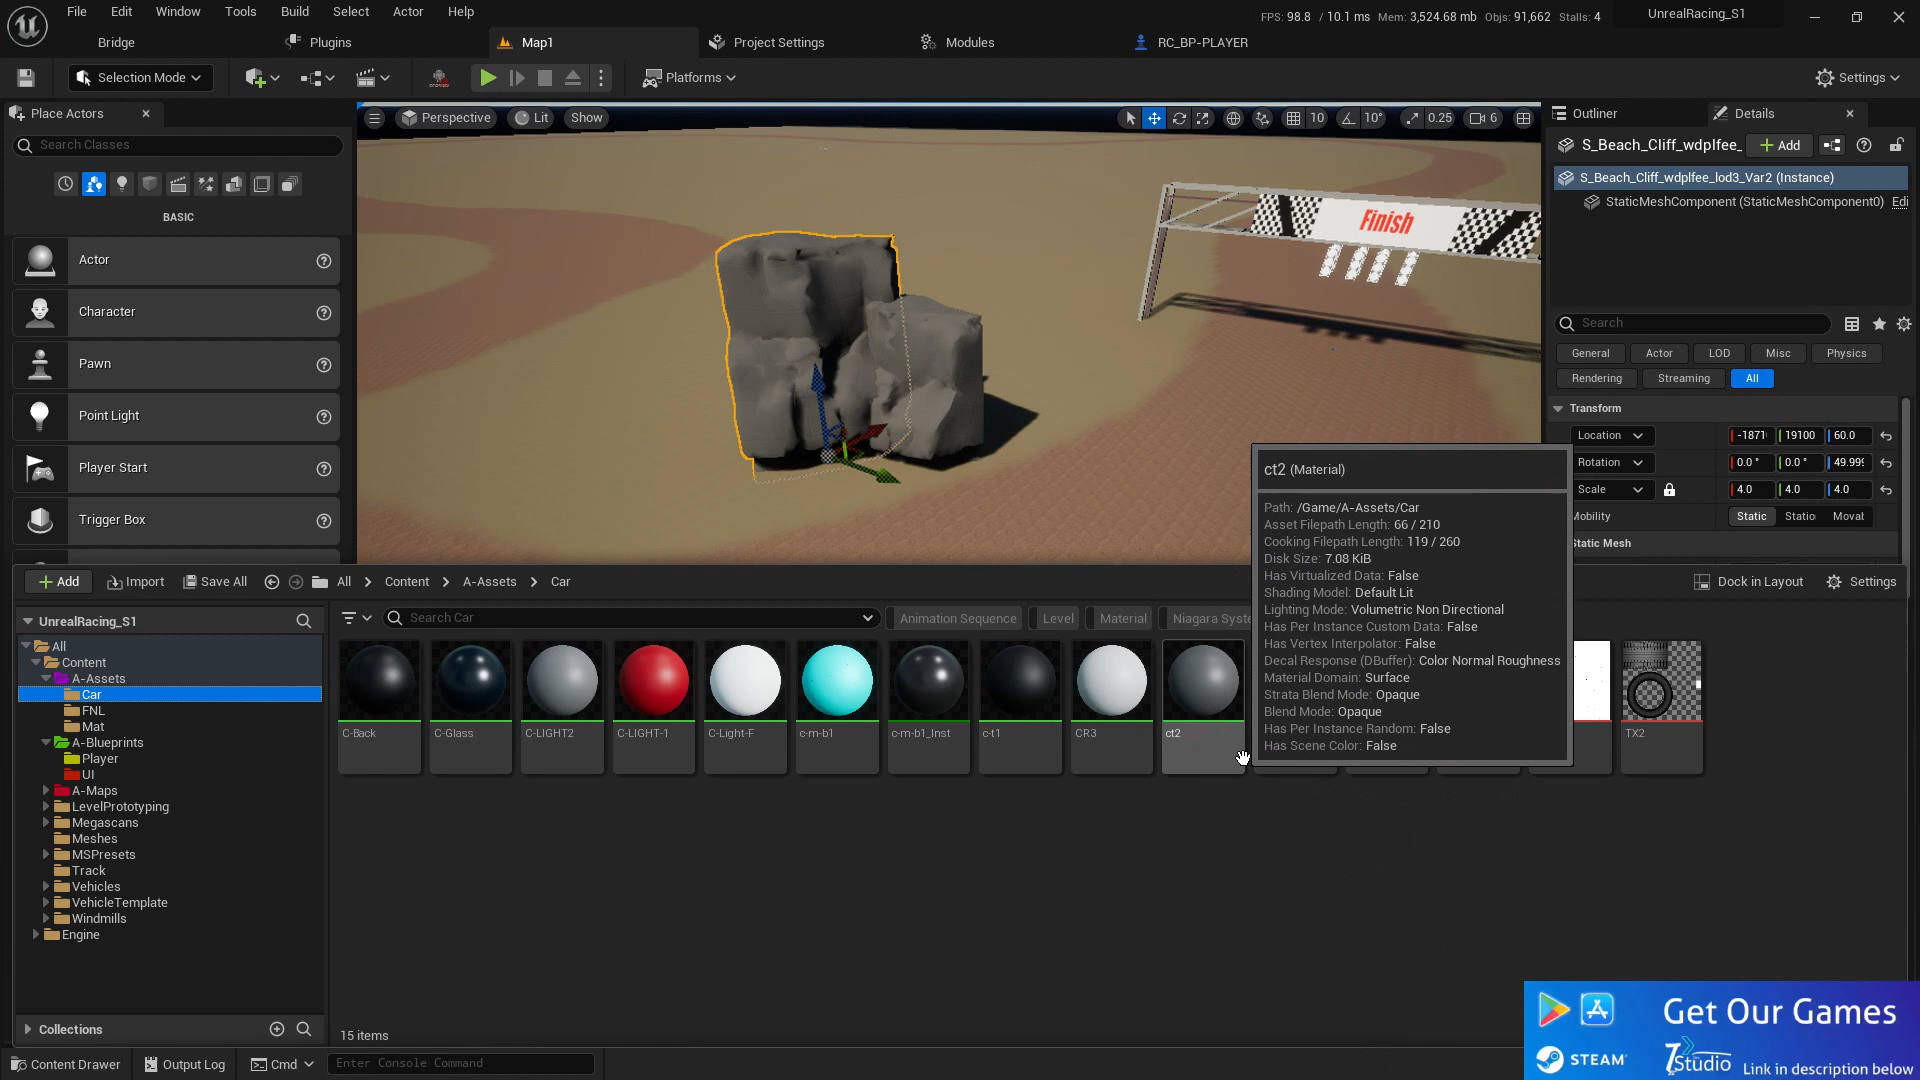 File Edit Window Tools Build Select Actor Help
FPS: 98.8 / 10.1 ms Mem: 3,524.68 mb Objs: 91,662 Stalls: 4
UnrealRacing_S1
Bridge
Plugins
Map1
Project Settings
Modules
RC_BP-PLAYER
Selection Mode
Platforms
Settings
Place Actors
Search Classes
BASIC
Actor
Character
Pawn
Point Light
Player Start
Trigger Box
Perspective
Lit
Show
10
10°
0.25
6
Finish
Outliner
Details
S_Beach_Cliff_wdpIfee_
Add
S_Beach_Cliff_wdpIfee_lod3_Var2 (Instance)
StaticMeshComponent (StaticMeshComponent0) Edi
Search
General Actor LOD Misc Physics
Rendering Streaming All
Transform
Location -1871 19100 60.0
Rotation 0.0° 0.0° 49.999
Scale 4.0 4.0 4.0
Mobility Static Statio Movat
Static Mesh
ct2 (Material)
Path: /Game/A-Assets/Car
Asset Filepath Length: 66 / 210
Cooking Filepath Length: 119 / 260
Disk Size: 7.08 KiB
Has Virtualized Data: False
Shading Model: Default Lit
Lighting Mode: Volumetric Non Directional
Has Per Instance Custom Data: False
Has Vertex Interpolator: False
Decal Response (DBuffer): Color Normal Roughness
Material Domain: Surface
Strata Blend Mode: Opaque
Blend Mode: Opaque
Has Per Instance Random: False
Has Scene Color: False
Add
Import
Save All
All > Content > A-Assets > Car
Dock in Layout
Settings
UnrealRacing_S1
Search Car
Animation Sequence
Level
Material
Niagara Syste
All
Content
A-Assets
Car
FNL
Mat
A-Blueprints
Player
UI
A-Maps
LevelPrototyping
Megascans
Meshes
MSPresets
Track
Vehicles
VehicleTemplate
Windmills
Engine
C-Back
C-Glass
C-LIGHT2
C-LIGHT-1
C-Light-F
c-m-b1
c-m-b1_Inst
c-t1
CR3
ct2
TX2
Collections
15 items
Content Drawer
Output Log
Cmd
Enter Console Command
Get Our Games
STEAM
7Studio
Link in description below